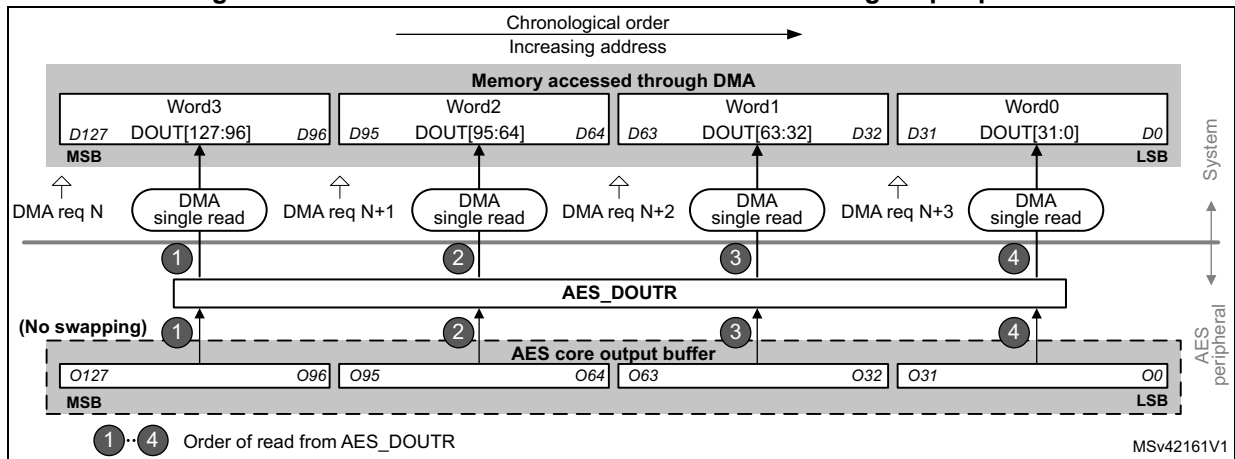 Chronological order
Increasing address
Memory accessed through DMA
Word3 Word2 Word1 Word0
D127 DOUT[127:96] D96 D95 DOUT[95:64] D64 D63 DOUT[63:32] D32 D31 DOUT[31:0] D0
MSB LSB
System
DMA req N DMA single read DMA req N+1 DMA single read DMA req N+2 DMA single read DMA req N+3 DMA single read
1 2 3 4
AES_DOUTR
(No swapping) 1 2 3 4
AES peripheral
AES core output buffer
O127 O96 O95 O64 O63 O32 O31 O0
MSB LSB
1··4 Order of read from AES_DOUTR
MSv42161V1